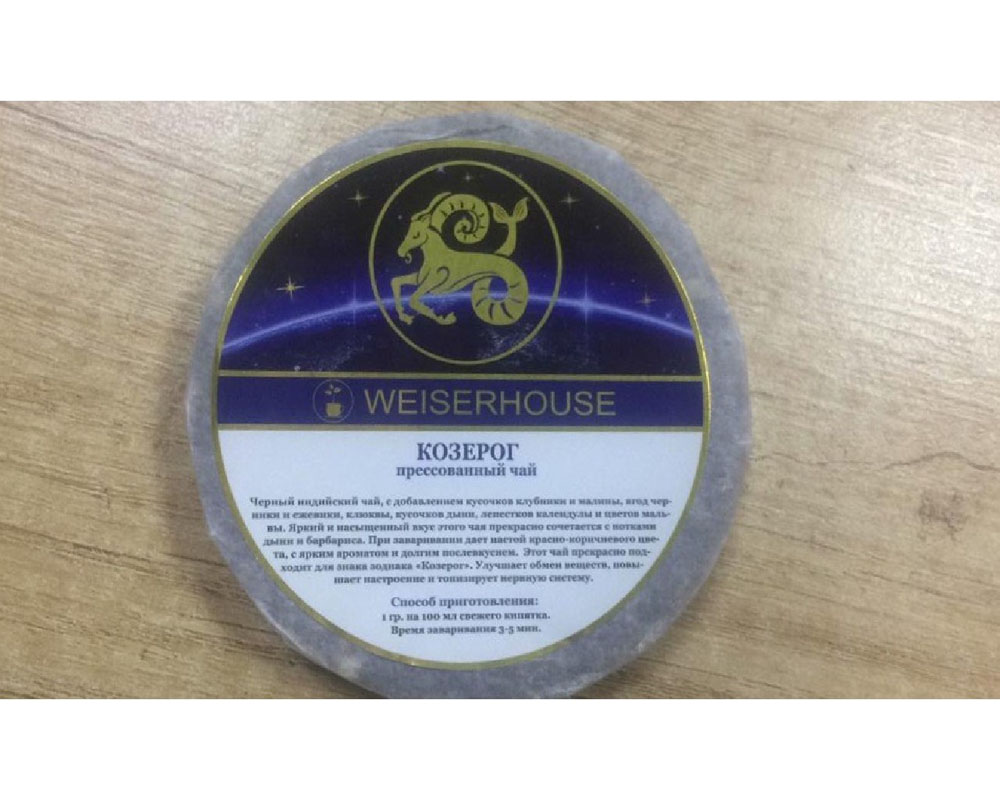 WEISERHOUSE
КОЗЕРОГ
прессованный чай
Черный индийский чай, с добавлением кусочков клубники и малины, ягод чер-
ники и ежевики, клюквы, кусочков дыни, лепестков календулы и цветов маль-
вы. Яркий и насыщенный вкус этого чая прекрасно сочетается с нотками
дыни и барбариса. При заваривании дает настой красно-коричневого цве-
та, с ярким ароматом и долгим послевкусием. Этот чай прекрасно под-
ходит для знака зодиака «Козерог». Улучшает обмен веществ, повы-
шает настроение и тонизирует нервную систему.
Способ приготовления:
1 гр. на 100 мл свежего кипятка.
Время заваривания 3-5 мин.